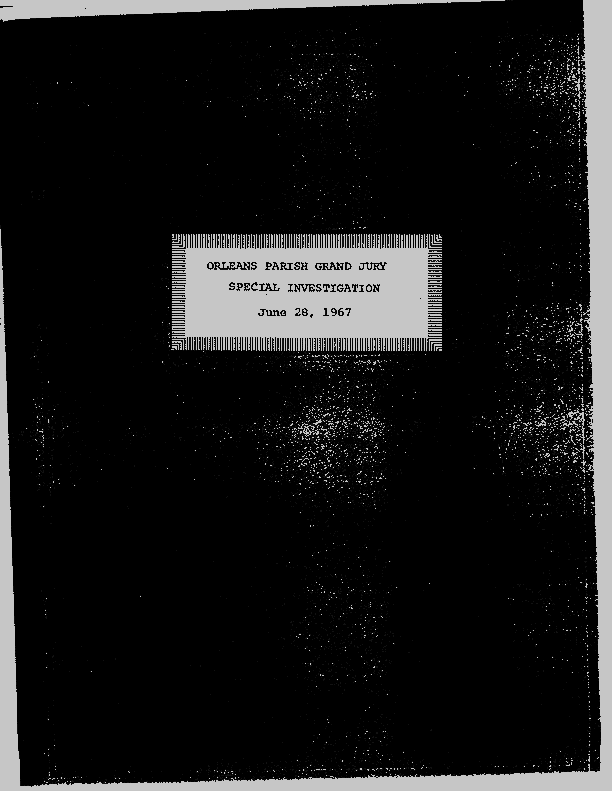 ORLEANS PARISH GRAND JURY
SPECIAL INVESTIGATION
June 28, 1967